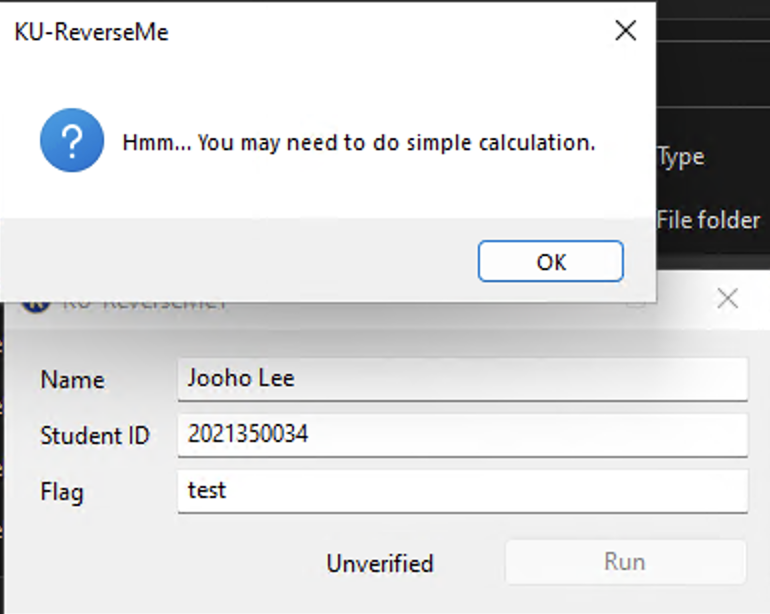 KU-ReverseMe
Hmm... You may need to do simple calculation.
Type
File folder
OK
Name
Jooho Lee
Student ID
2021350034
Flag
test
Unverified
Run